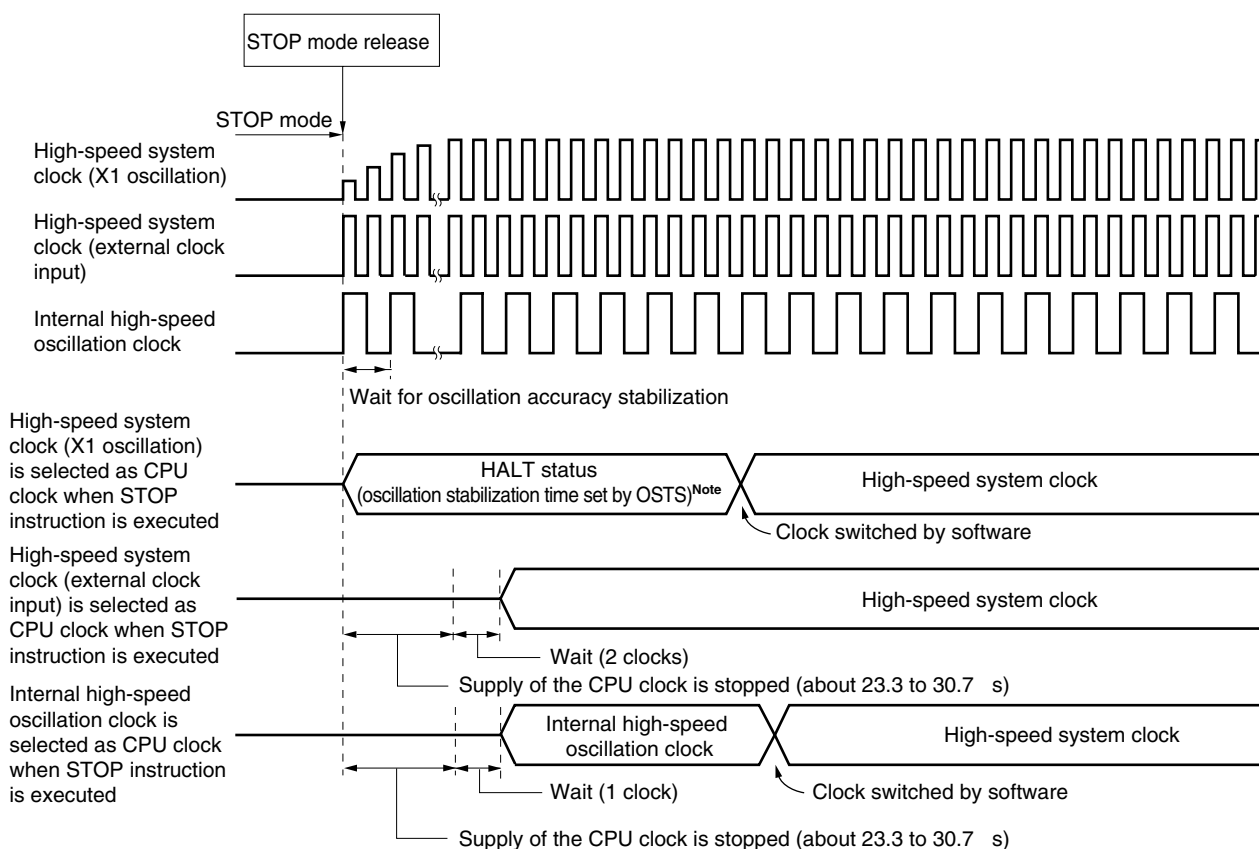 STOP mode release
STOP mode
High-speed system
clock (X1 oscillation)
High-speed system
clock (external clock
input)
Internal high-speed
oscillation clock
Wait for oscillation accuracy stabilization
High-speed system
clock (X1 oscillation)
is selected as CPU
clock when STOP
instruction is executed
HALT status
(oscillation stabilization time set by OSTS)Note
High-speed system clock
Clock switched by software
High-speed system
clock (external clock
input) is selected as
CPU clock when STOP
instruction is executed
High-speed system clock
Wait (2 clocks)
Supply of the CPU clock is stopped (about 23.3 to 30.7 s)
Internal high-speed
oscillation clock is
selected as CPU clock
when STOP instruction
is executed
Internal high-speed
oscillation clock
High-speed system clock
Wait (1 clock)
Clock switched by software
Supply of the CPU clock is stopped (about 23.3 to 30.7 s)